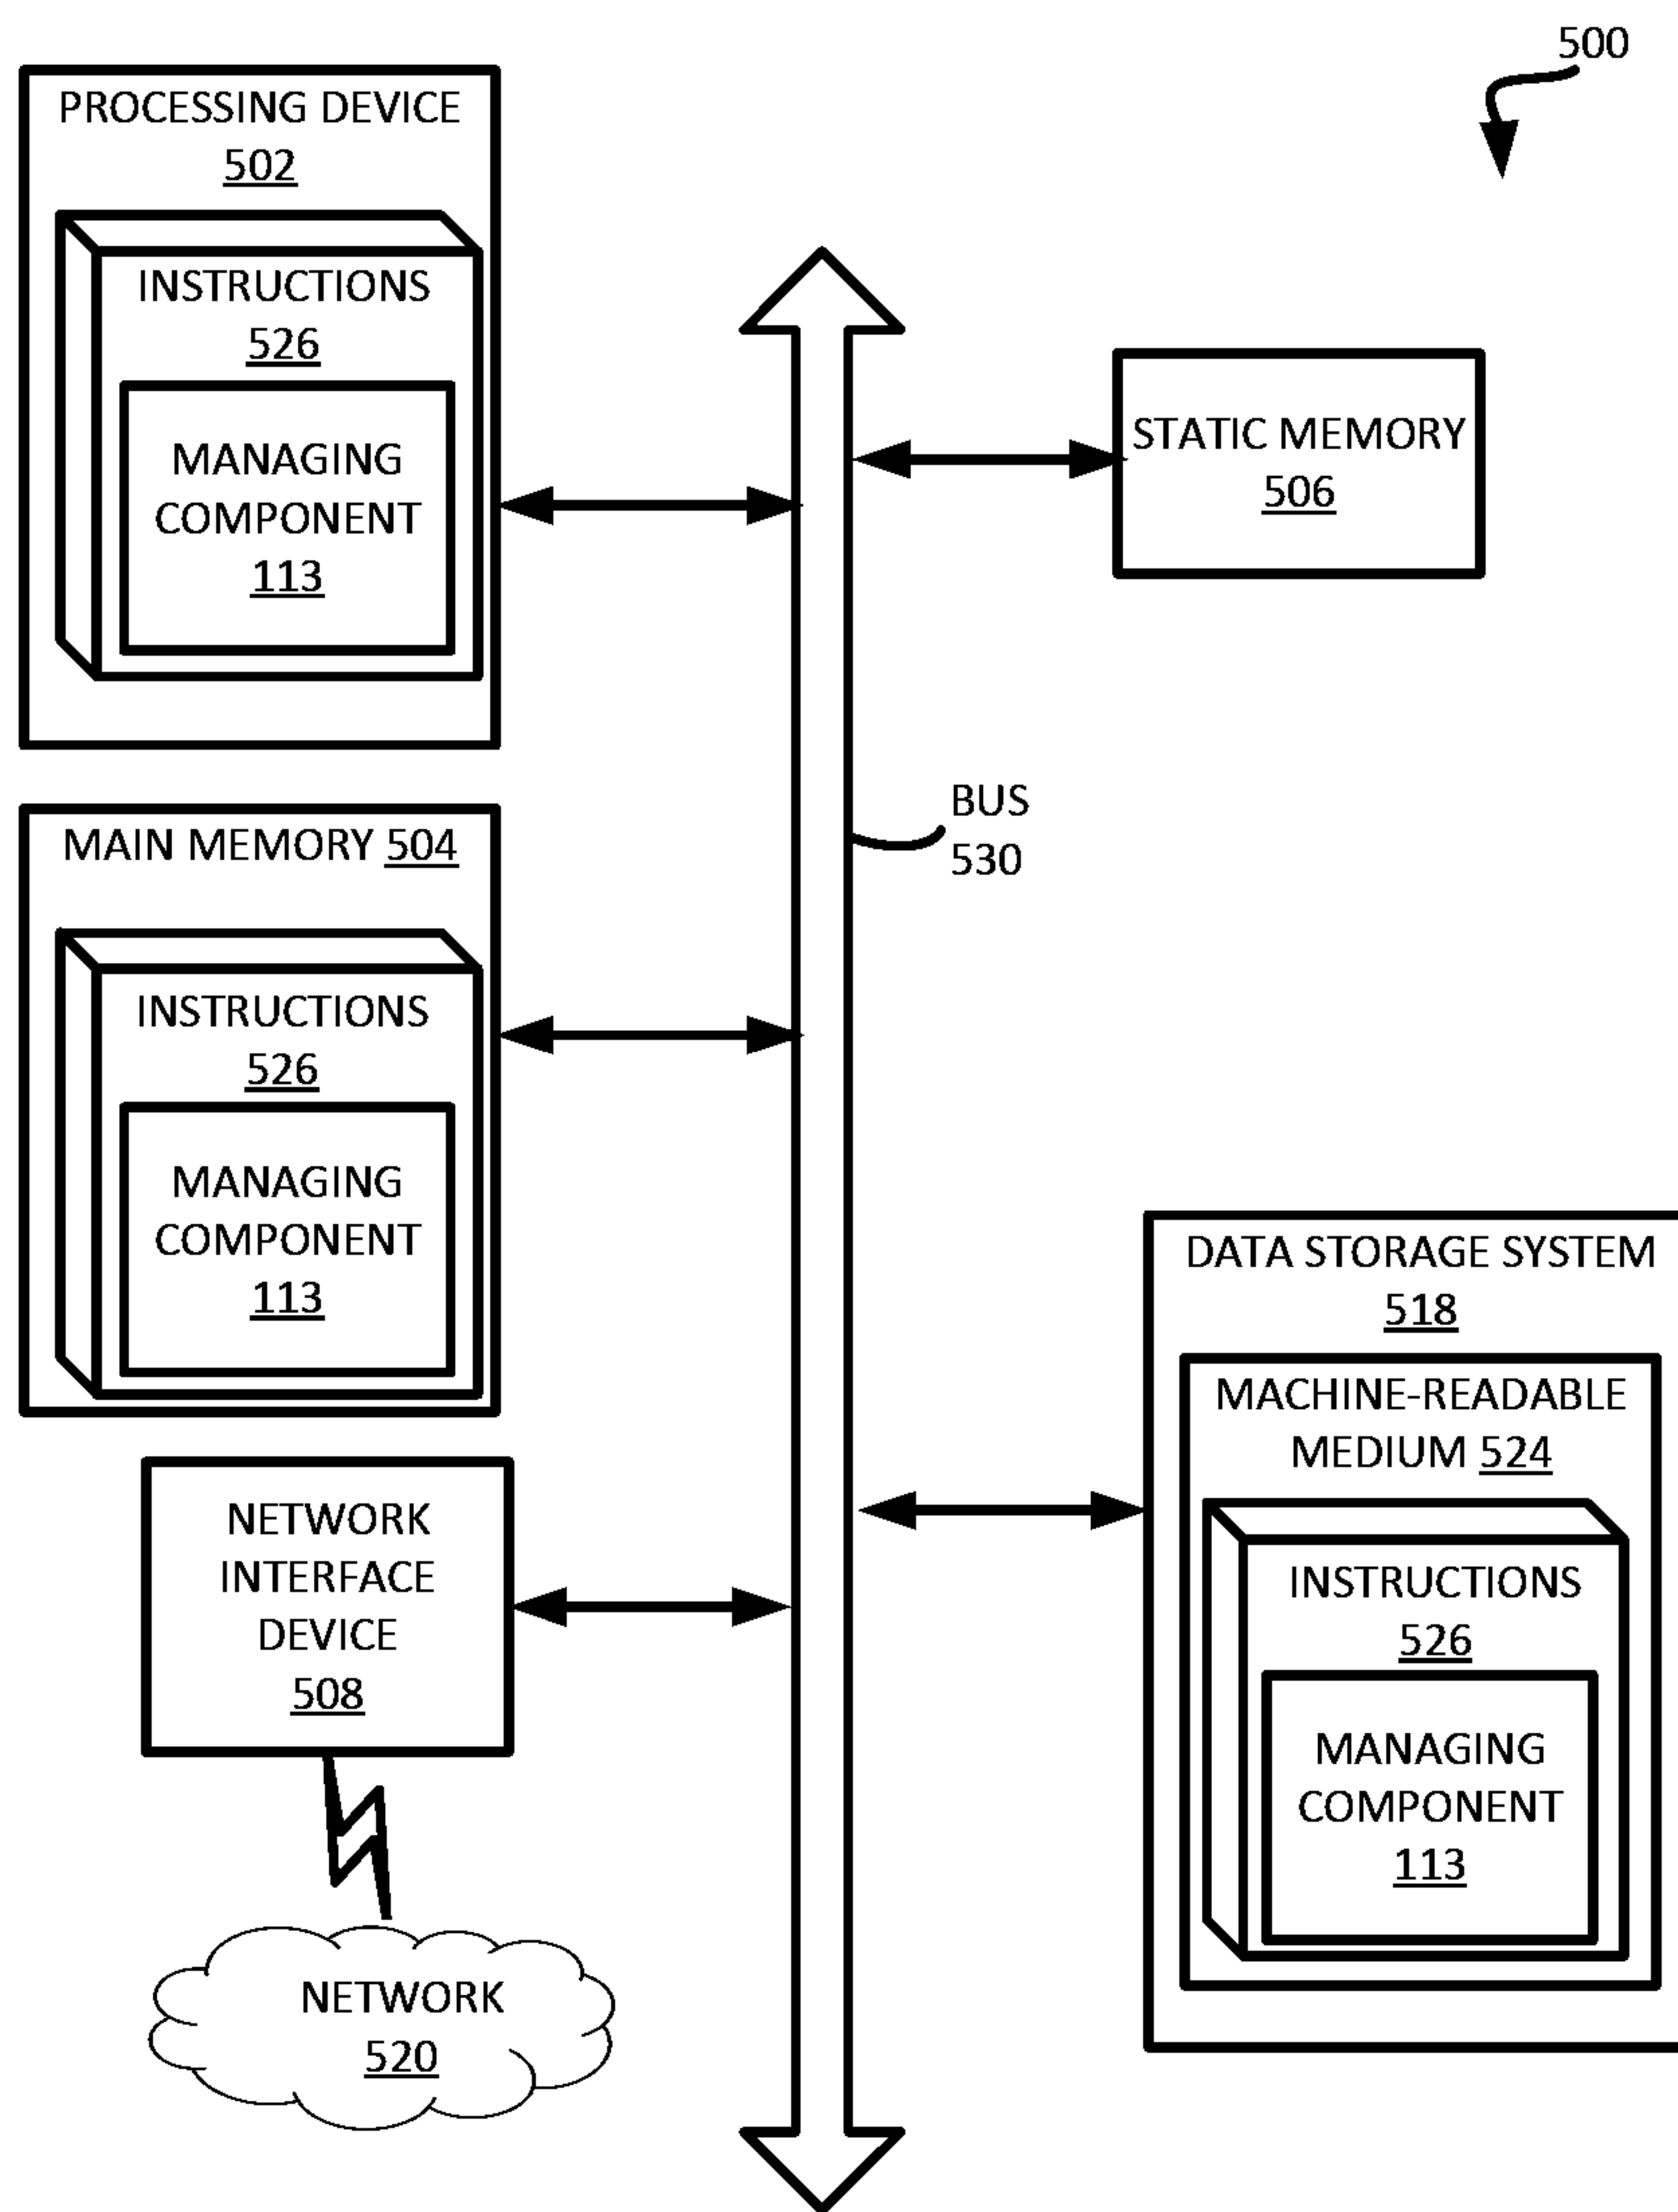 500
PROCESSING DEVICE
502
INSTRUCTIONS
526
MANAGING
COMPONENT
113
STATIC MEMORY
506
BUS
530
MAIN MEMORY 504
INSTRUCTIONS
526
MANAGING
COMPONENT
113
DATA STORAGE SYSTEM
518
MACHINE-READABLE
MEDIUM 524
INSTRUCTIONS
526
MANAGING
COMPONENT
113
NETWORK
INTERFACE
DEVICE
508
NETWORK
520